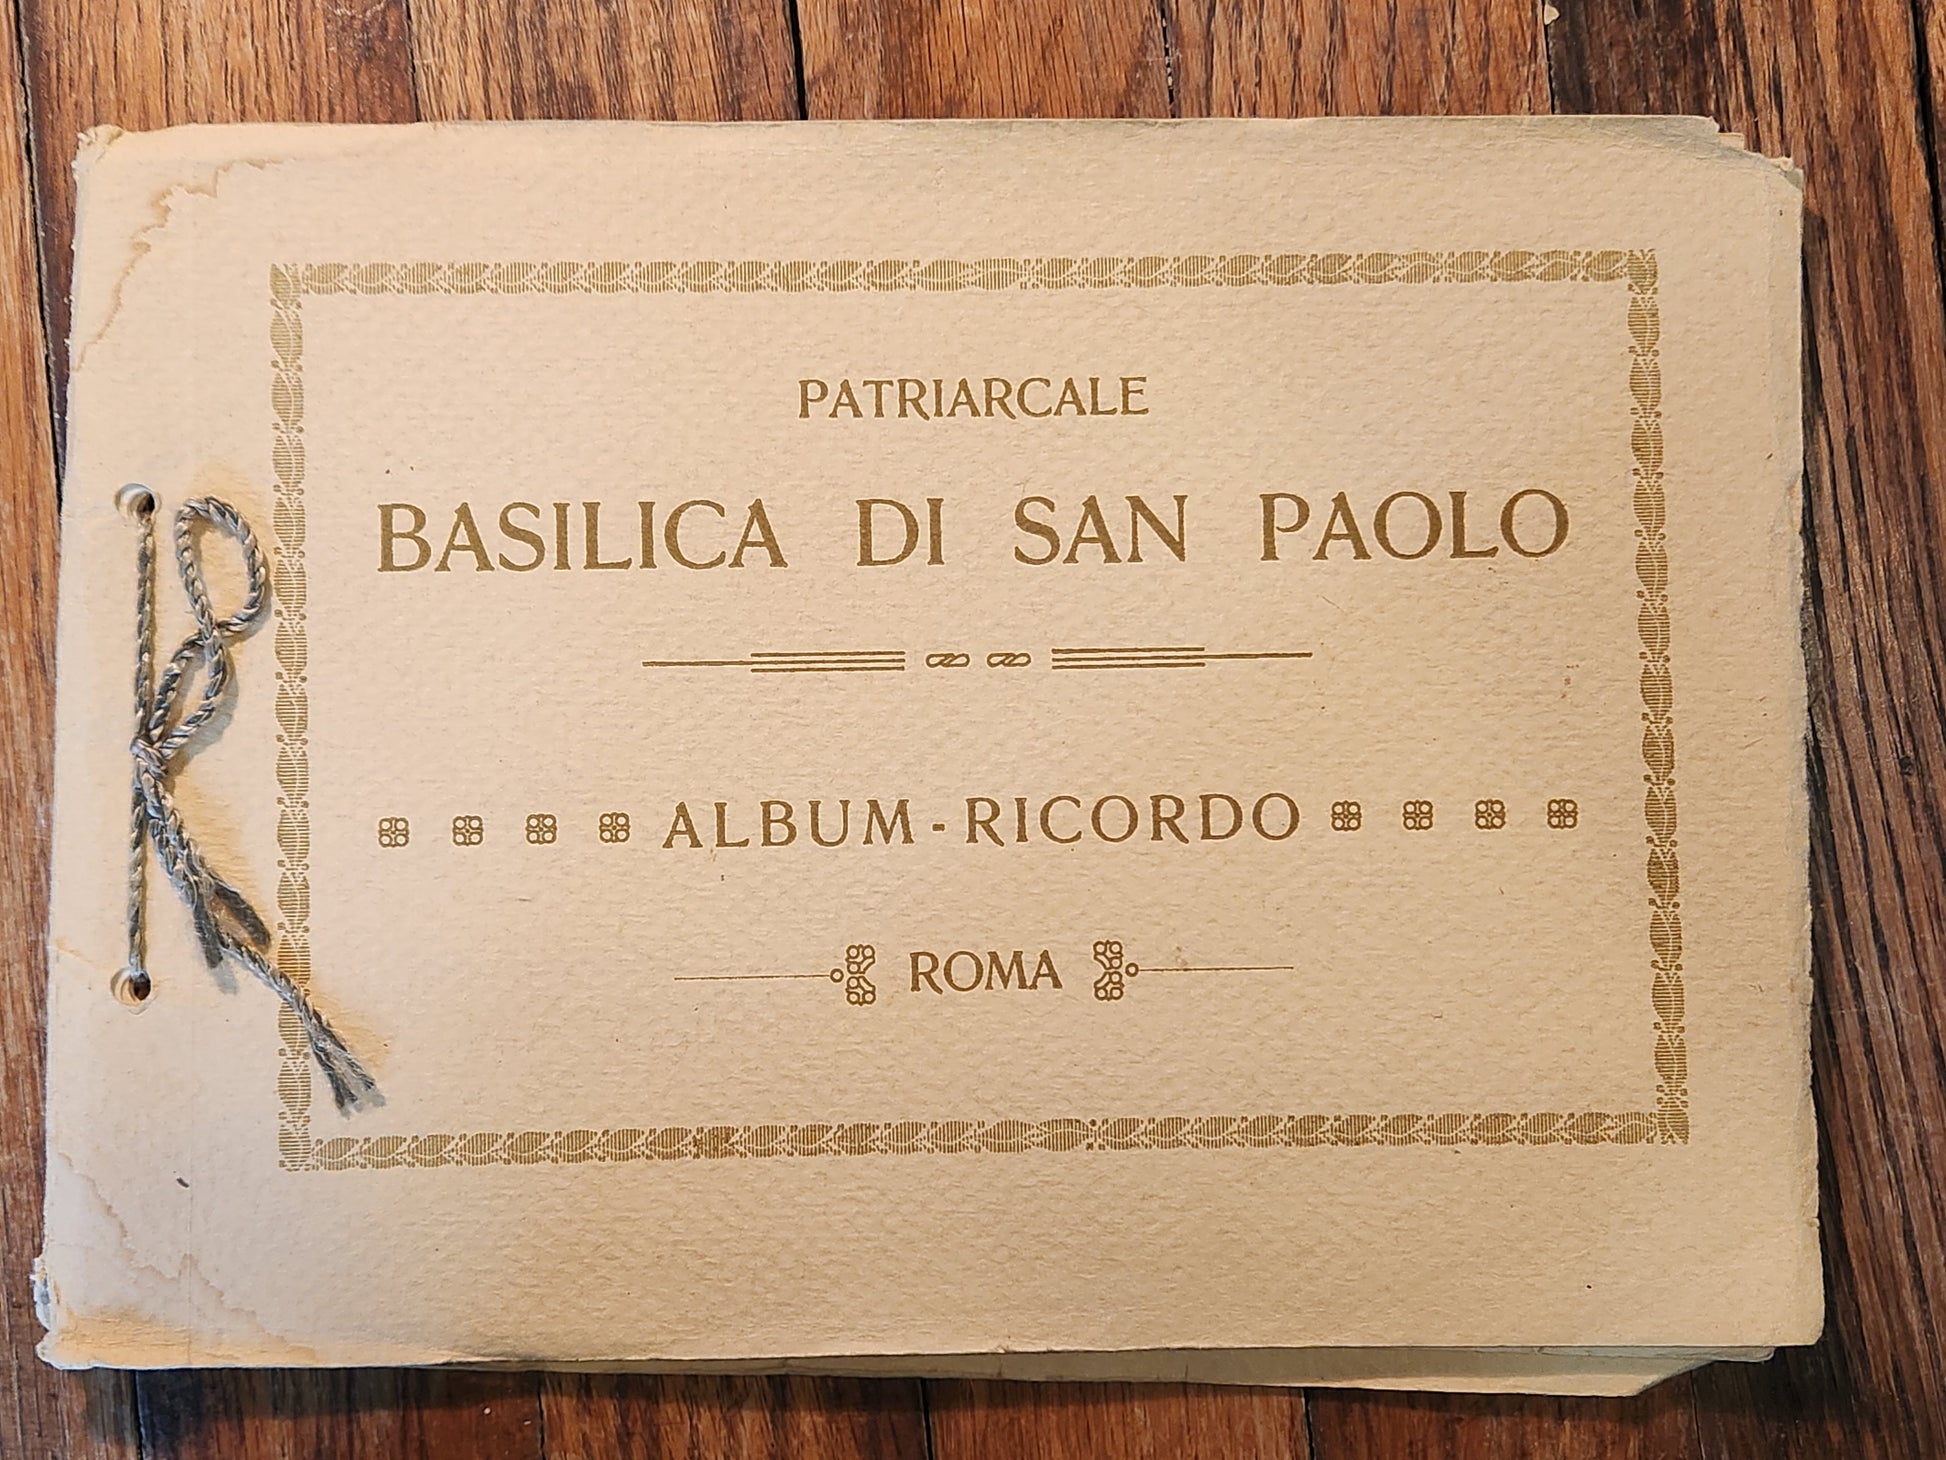 PATRIARCALE
BASILICA DI SAN PAOLO
ALBUM-RICORDO
ROMA